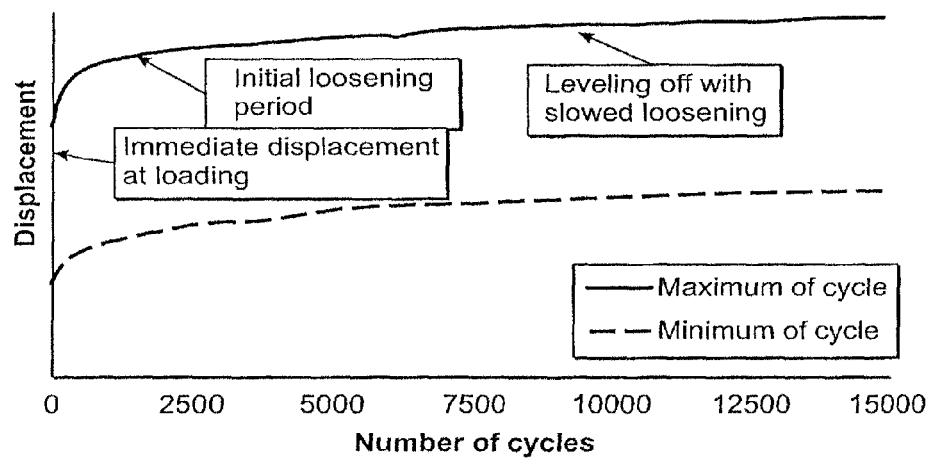 Displacement
Initial loosening
period
Leveling off with
slowed loosening
Immediate displacement
at loading
Maximum of cycle
Minimum of cycle
0 2500 5000 7500 10000 12500 15000
Number of cycles